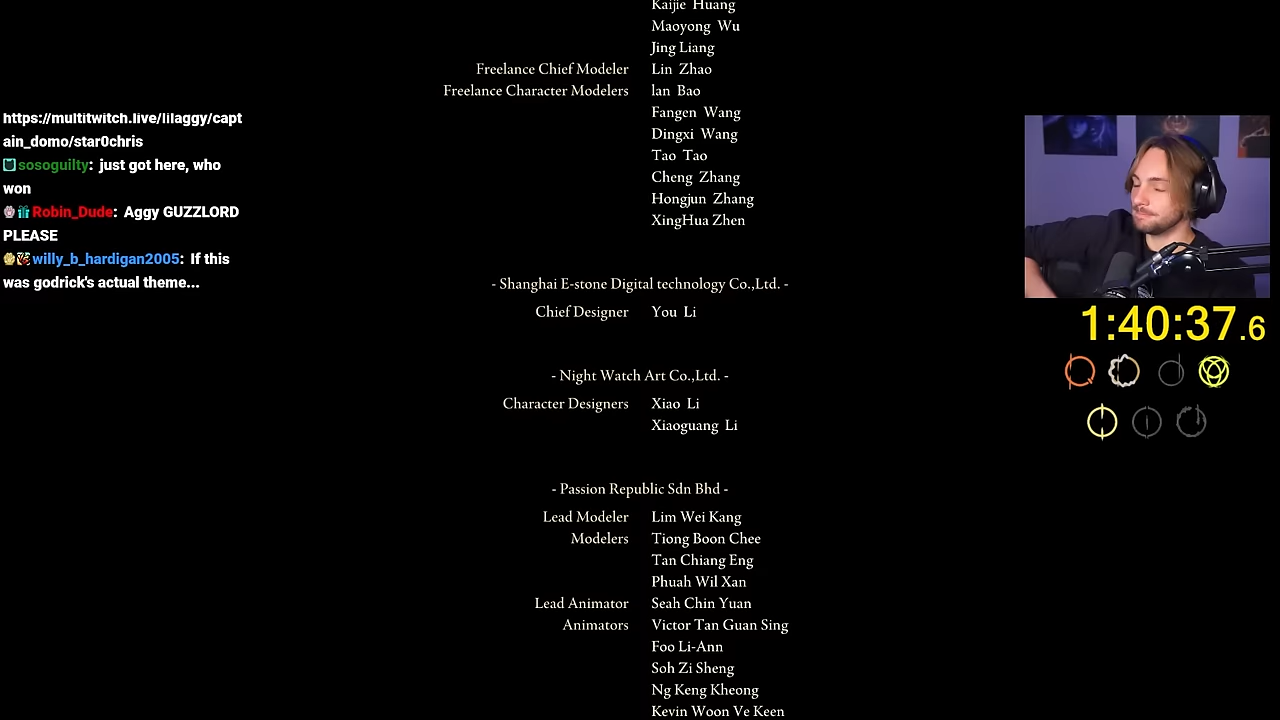 Kaijie Huang
Maoyong Wu
Jing Liang
Freelance Chief Modeler Lin Zhao
Freelance Character Modelers lan Bao
Fangen Wang
Dingxi Wang
Tao Tao
Cheng Zhang
Hongjun Zhang
XingHua Zhen
- Shanghai E-stone Digital technology Co.,Ltd. -
Chief Designer You Li
- Night Watch Art Co.,Ltd. -
Character Designers Xiao Li
Xiaoguang Li
- Passion Republic Sdn Bhd -
Lead Modeler Lim Wei Kang
Modelers Tiong Boon Chee
Tan Chiang Eng
Phuah Wil Xan
Lead Animator Seah Chin Yuan
Animators Victor Tan Guan Sing
Foo Li-Ann
Soh Zi Sheng
Ng Keng Kheong
Kevin Woon Ve Keen
https://multitwitch.live/lilaggy/capt
ain_domo/star0chris
sosoguilty: just got here, who
won
Robin_Dude: Aggy GUZZLORD
PLEASE
willy_b_hardigan2005: If this
was godrick's actual theme...
1:40:37.6